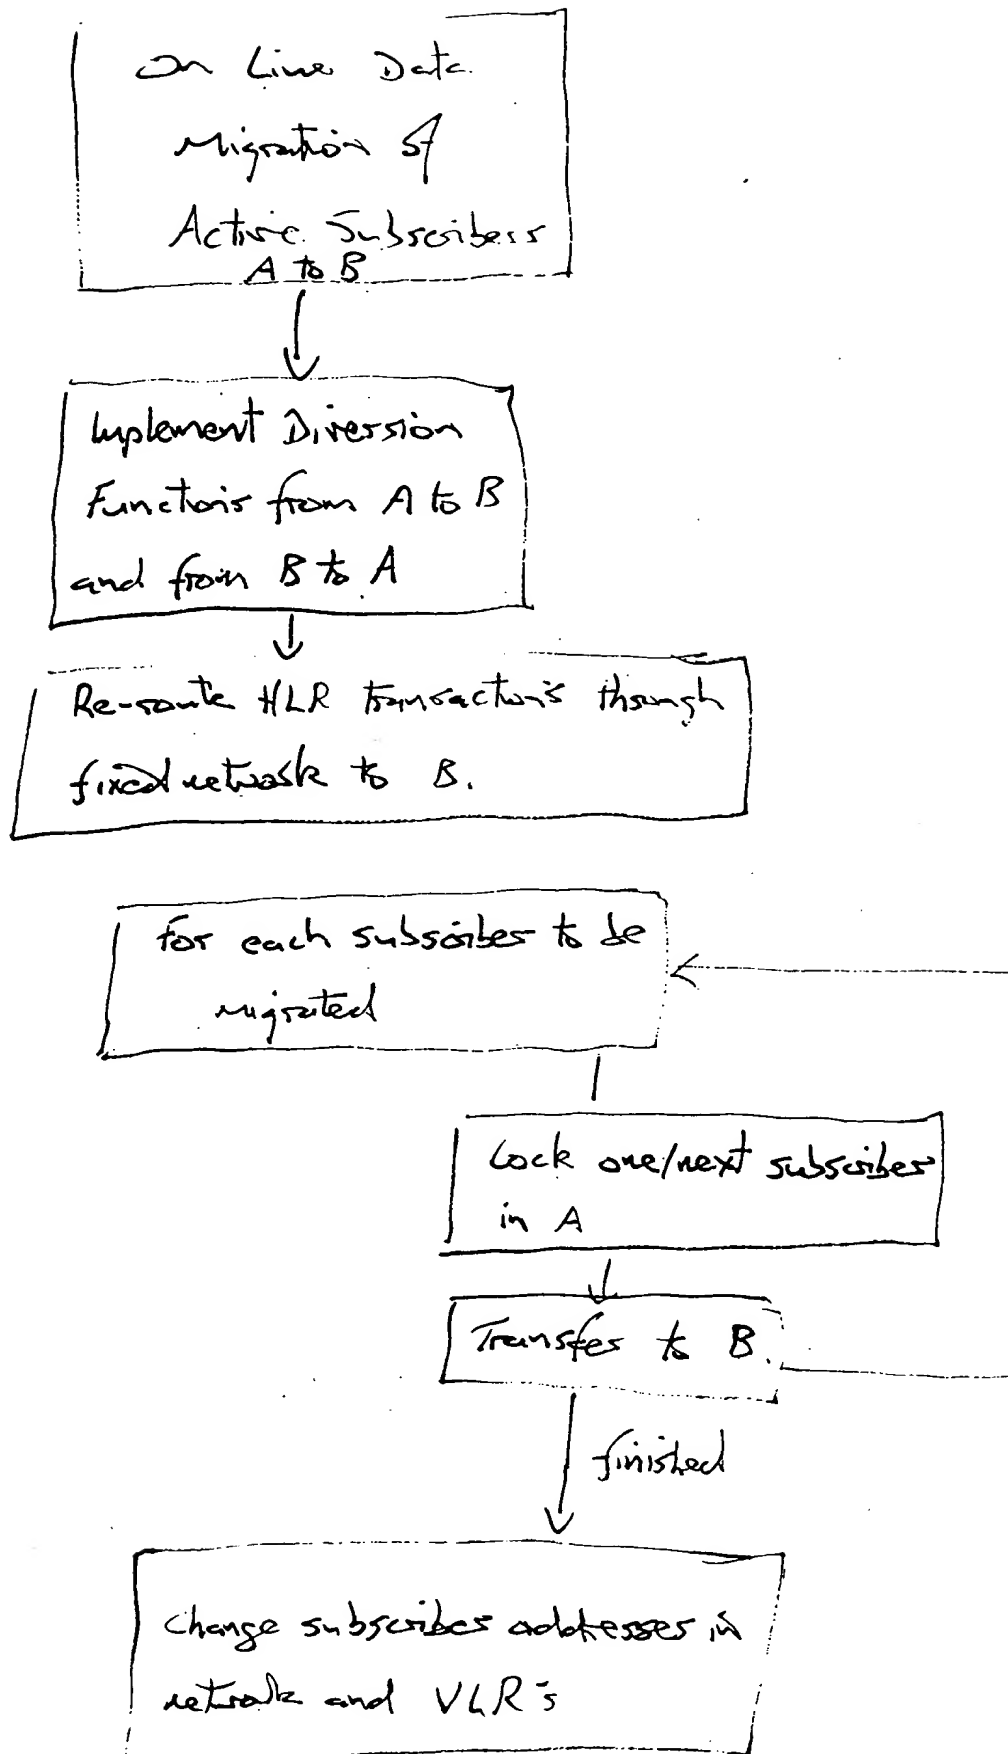 On Line Data
Migration of
Active Subscribers
A to B
Implement Diversion
Functions from A to B
and from B to A
Re-route HLR transactions through
fixed network to B.
For each subscriber to be
migrated
Lock one/next subscriber
in A
Transfer to B.
finished
Change subscriber addresses in
network and VLR's